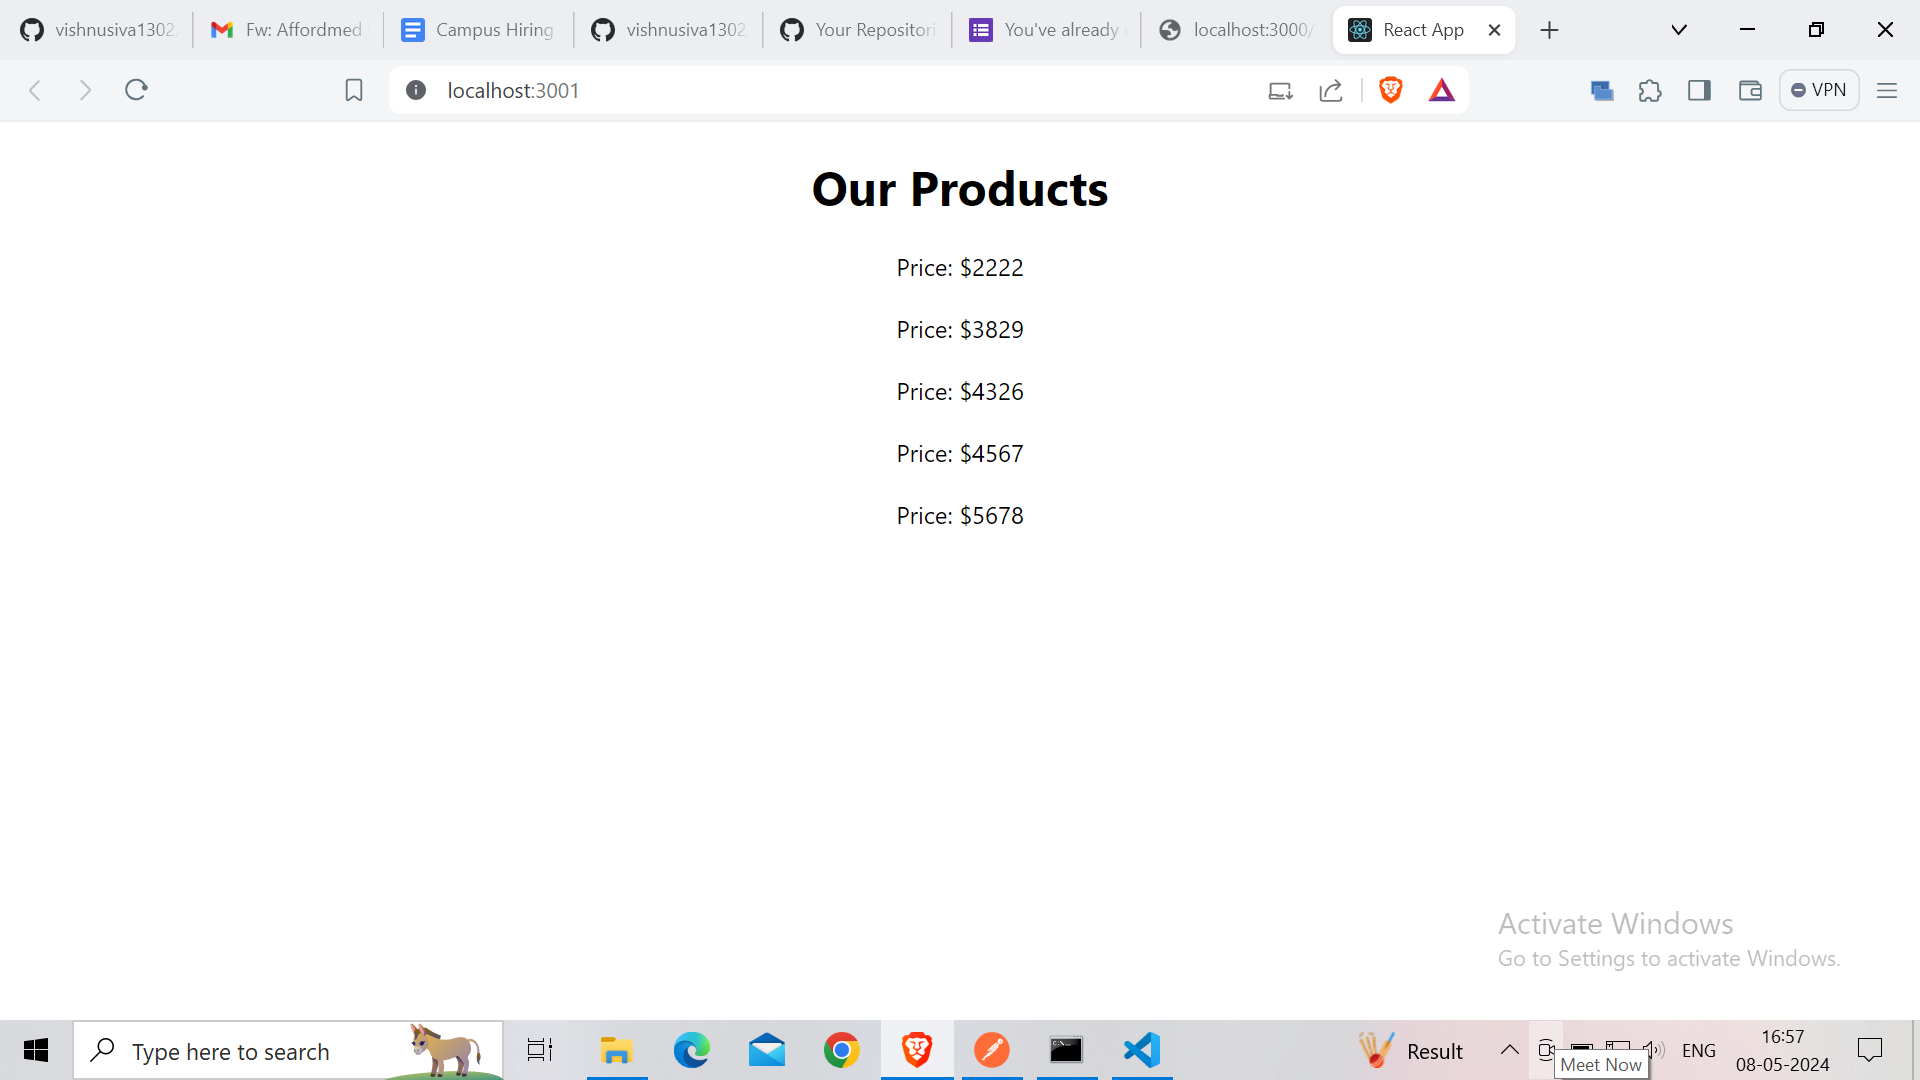 vishnusiva1302/
Fw: Affordmed
Campus Hiring
vishnusiva1302
Your Repositori
You've already
localhost:3000/
React App
localhost:3001
VPN
Our Products
Price: $2222
Price: $3829
Price: $4326
Price: $4567
Price: $5678
Activate Windows
Go to Settings to activate Windows.
Type here to search
Result
ENG
16:57
08-05-2024
Meet Now